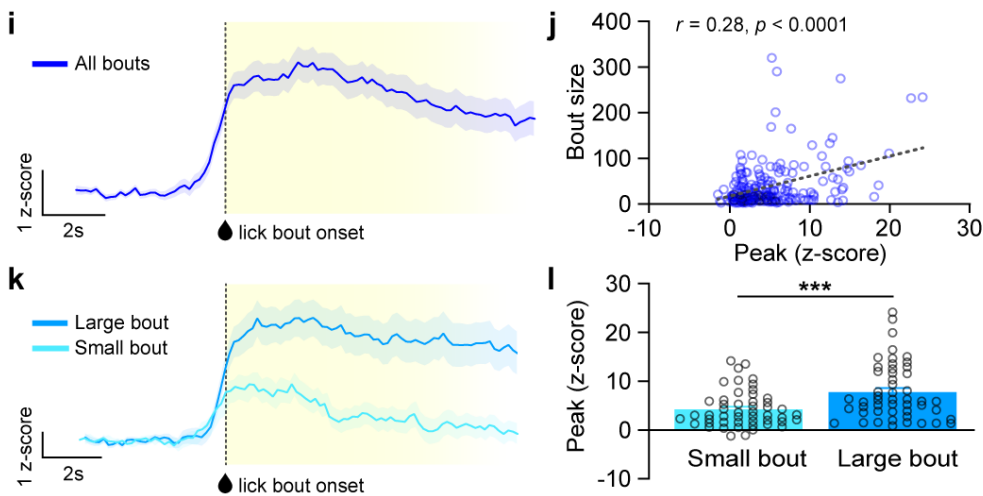 i
All bouts
1 z-score
2s
lick bout onset
j
r = 0.28, p < 0.0001
Bout size
400
300
200
100
0
-10
0
10
20
30
Peak (z-score)
k
Large bout
Small bout
1 z-score
2s
lick bout onset
l
***
Peak (z-score)
30
20
10
0
-10
Small bout
Large bout